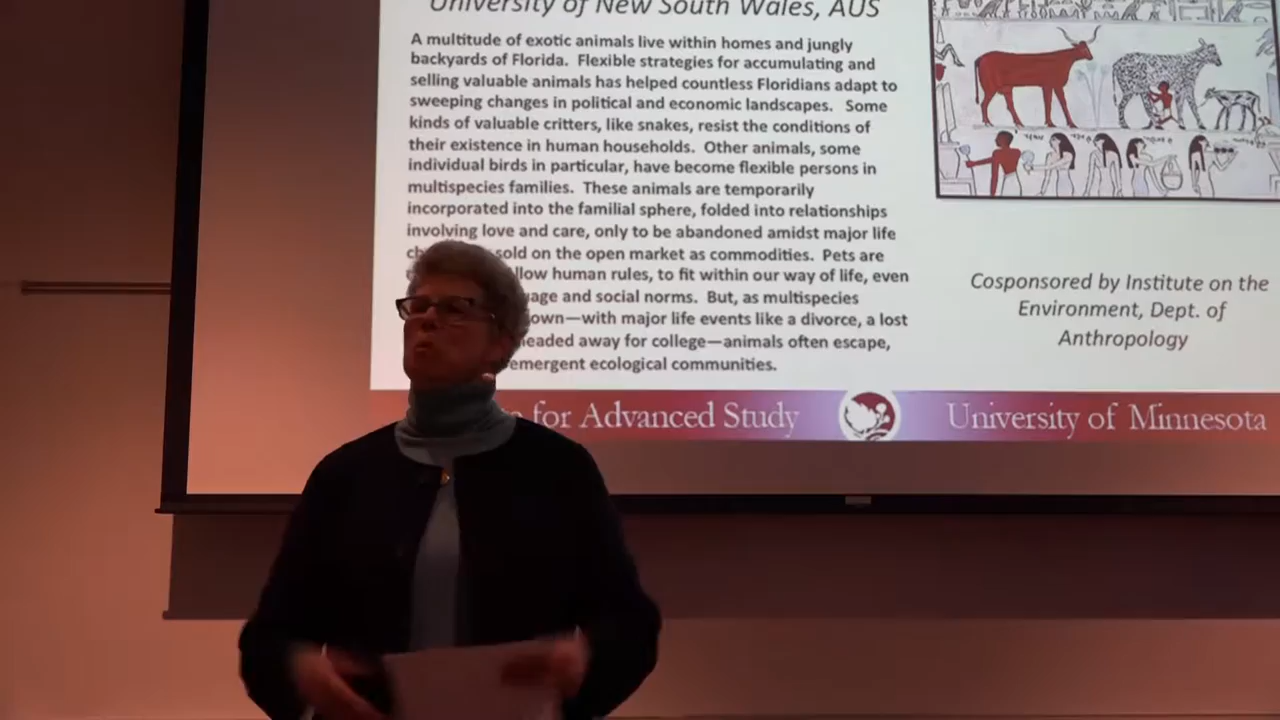 University of New South Wales, AUS
A multitude of exotic animals live within homes and jungly
backyards of Florida. Flexible strategies for accumulating and
selling valuable animals has helped countless Floridians adapt to
sweeping changes in political and economic landscapes. Some
kinds of valuable critters, like snakes, resist the conditions of
their existence in human households. Other animals, some
individual birds in particular, have become flexible persons in
multispecies families. These animals are temporarily
incorporated into the familial sphere, folded into relationships
involving love and care, only to be abandoned amidst major life
sold on the open market as commodities. Pets are
human rules, to fit within our way of life, even
and social norms. But, as multispecies
with major life events like a divorce, a lost
away for college—animals often escape,
emergent ecological communities.
Cosponsored by Institute on the
Environment, Dept. of
Anthropology
for Advanced Study
University of Minnesota